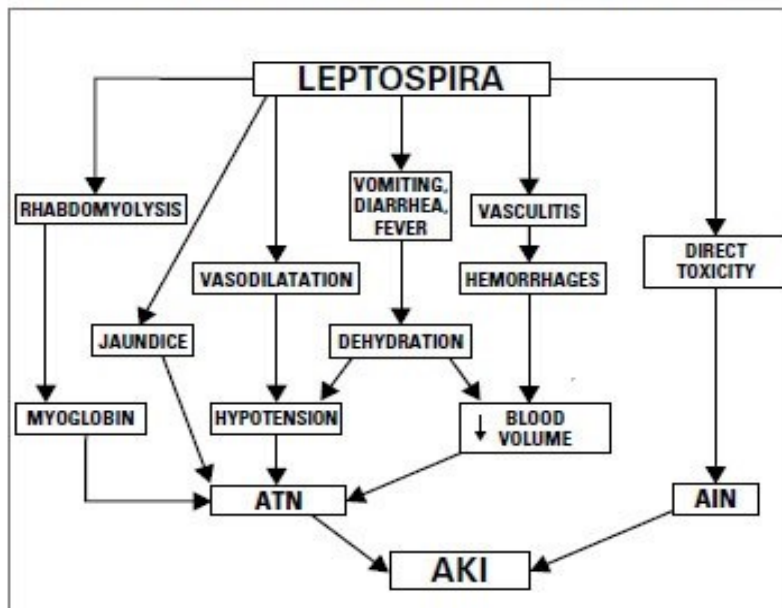 LEPTOSPIRA
RHABDOMYOLYSIS
VOMITING,
DIARRHEA,
FEVER
VASCULITIS
DIRECT
TOXICITY
VASODILATATION
HEMORRHAGES
JAUNDICE
DEHYDRATION
MYOGLOBIN
HYPOTENSION
↓ BLOOD
VOLUME
ATN
AIN
AKI